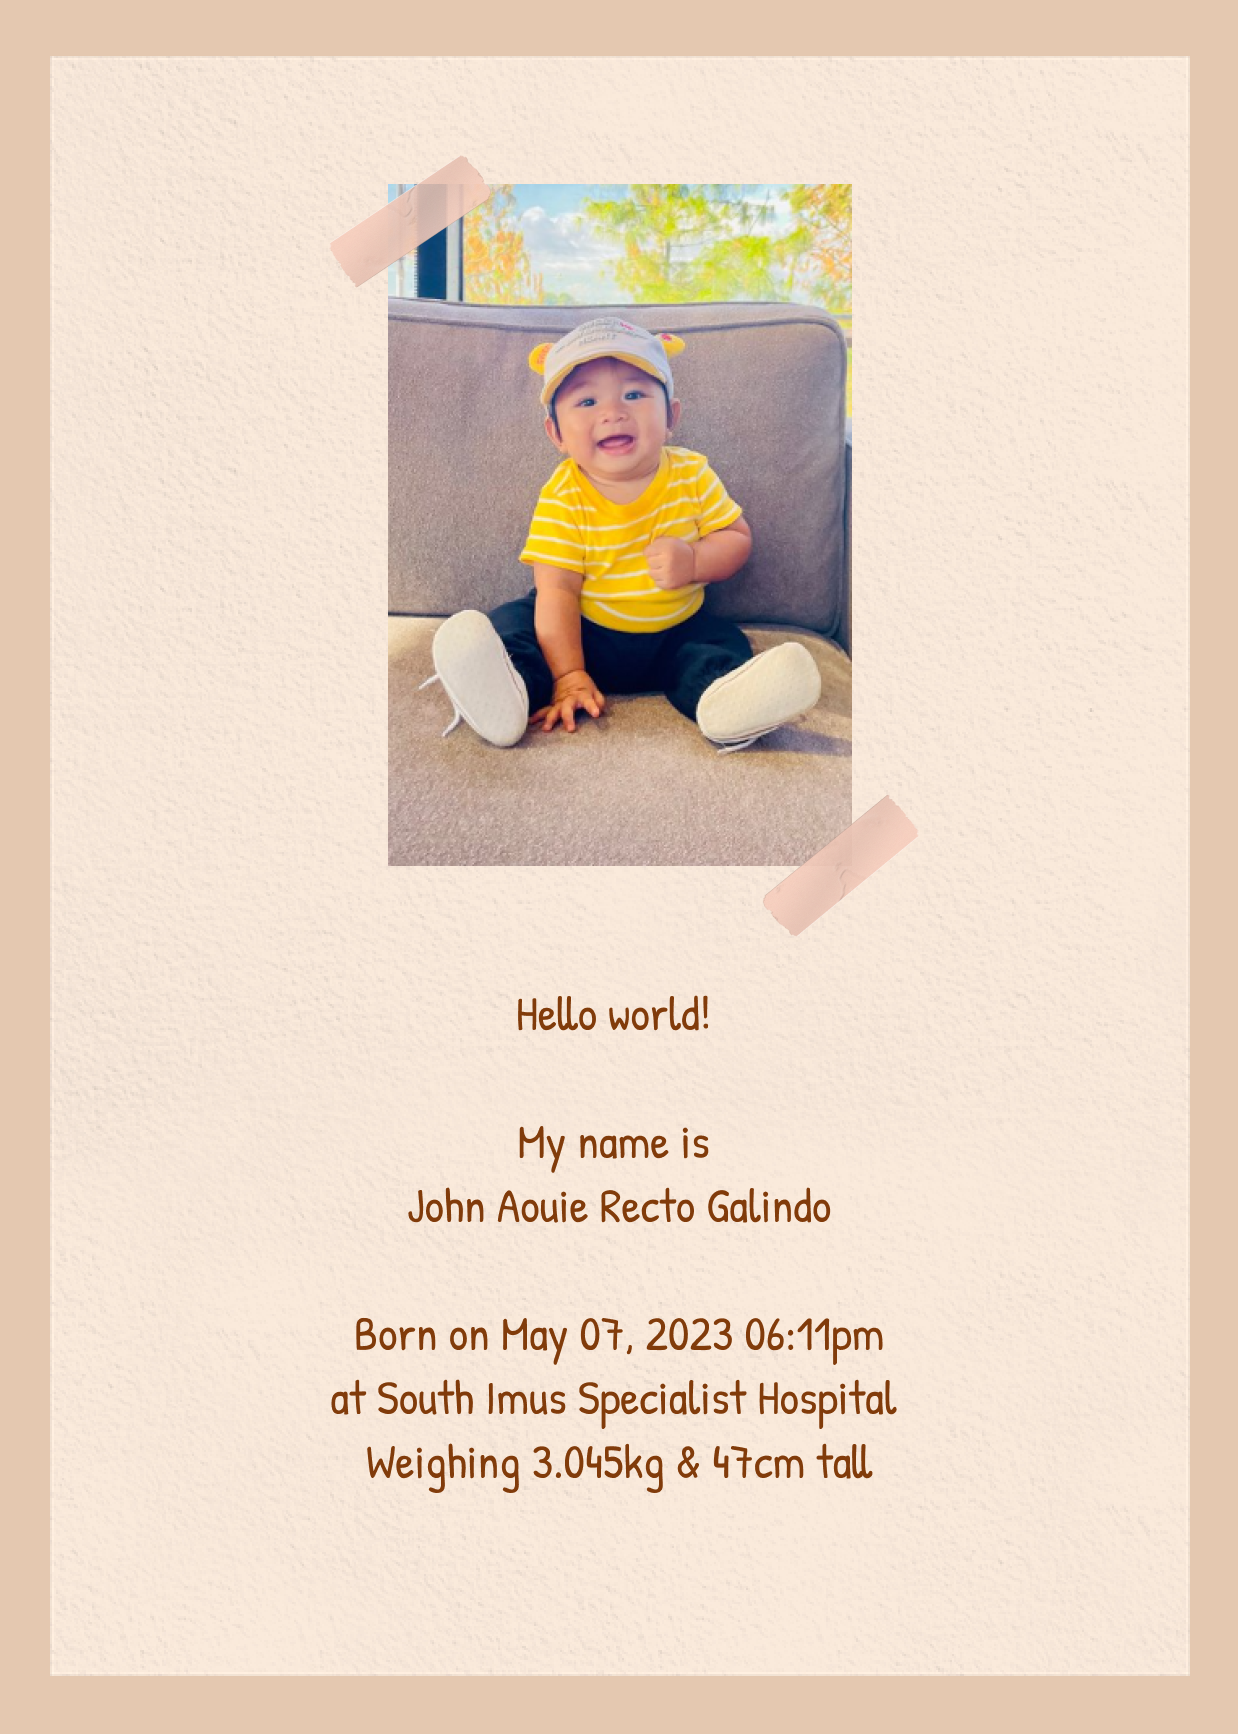 Hello world!
My name is
John Aouie Recto Galindo
Born on May 07, 2023 06:11pm
at South Imus Specialist Hospital
Weighing 3.045kg & 47cm tall